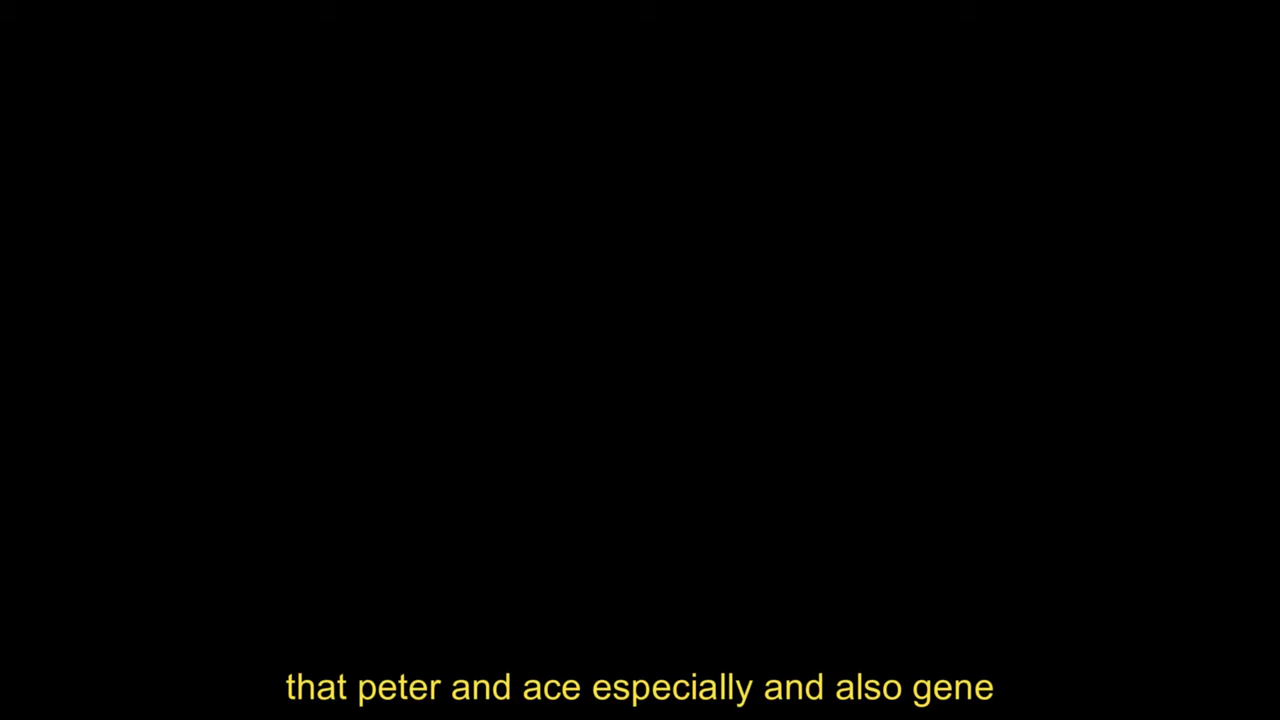 that peter and ace especially and also gene